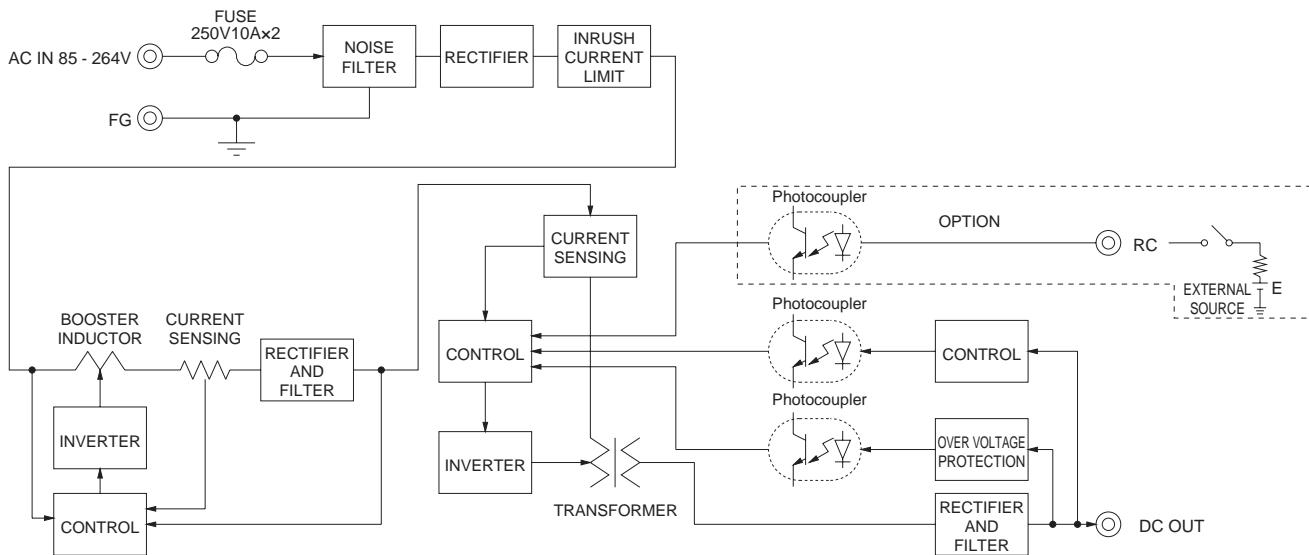 FUSE
250V10A×2
AC IN 85 - 264V
NOISE
FILTER
RECTIFIER
INRUSH
CURRENT
LIMIT
FG
Photocoupler
OPTION
RC
E
EXTERNAL
SOURCE
CURRENT
SENSING
BOOSTER
INDUCTOR
CURRENT
SENSING
RECTIFIER
AND
FILTER
CONTROL
Photocoupler
CONTROL
Photocoupler
INVERTER
INVERTER
OVER VOLTAGE
PROTECTION
TRANSFORMER
CONTROL
RECTIFIER
AND
FILTER
DC OUT